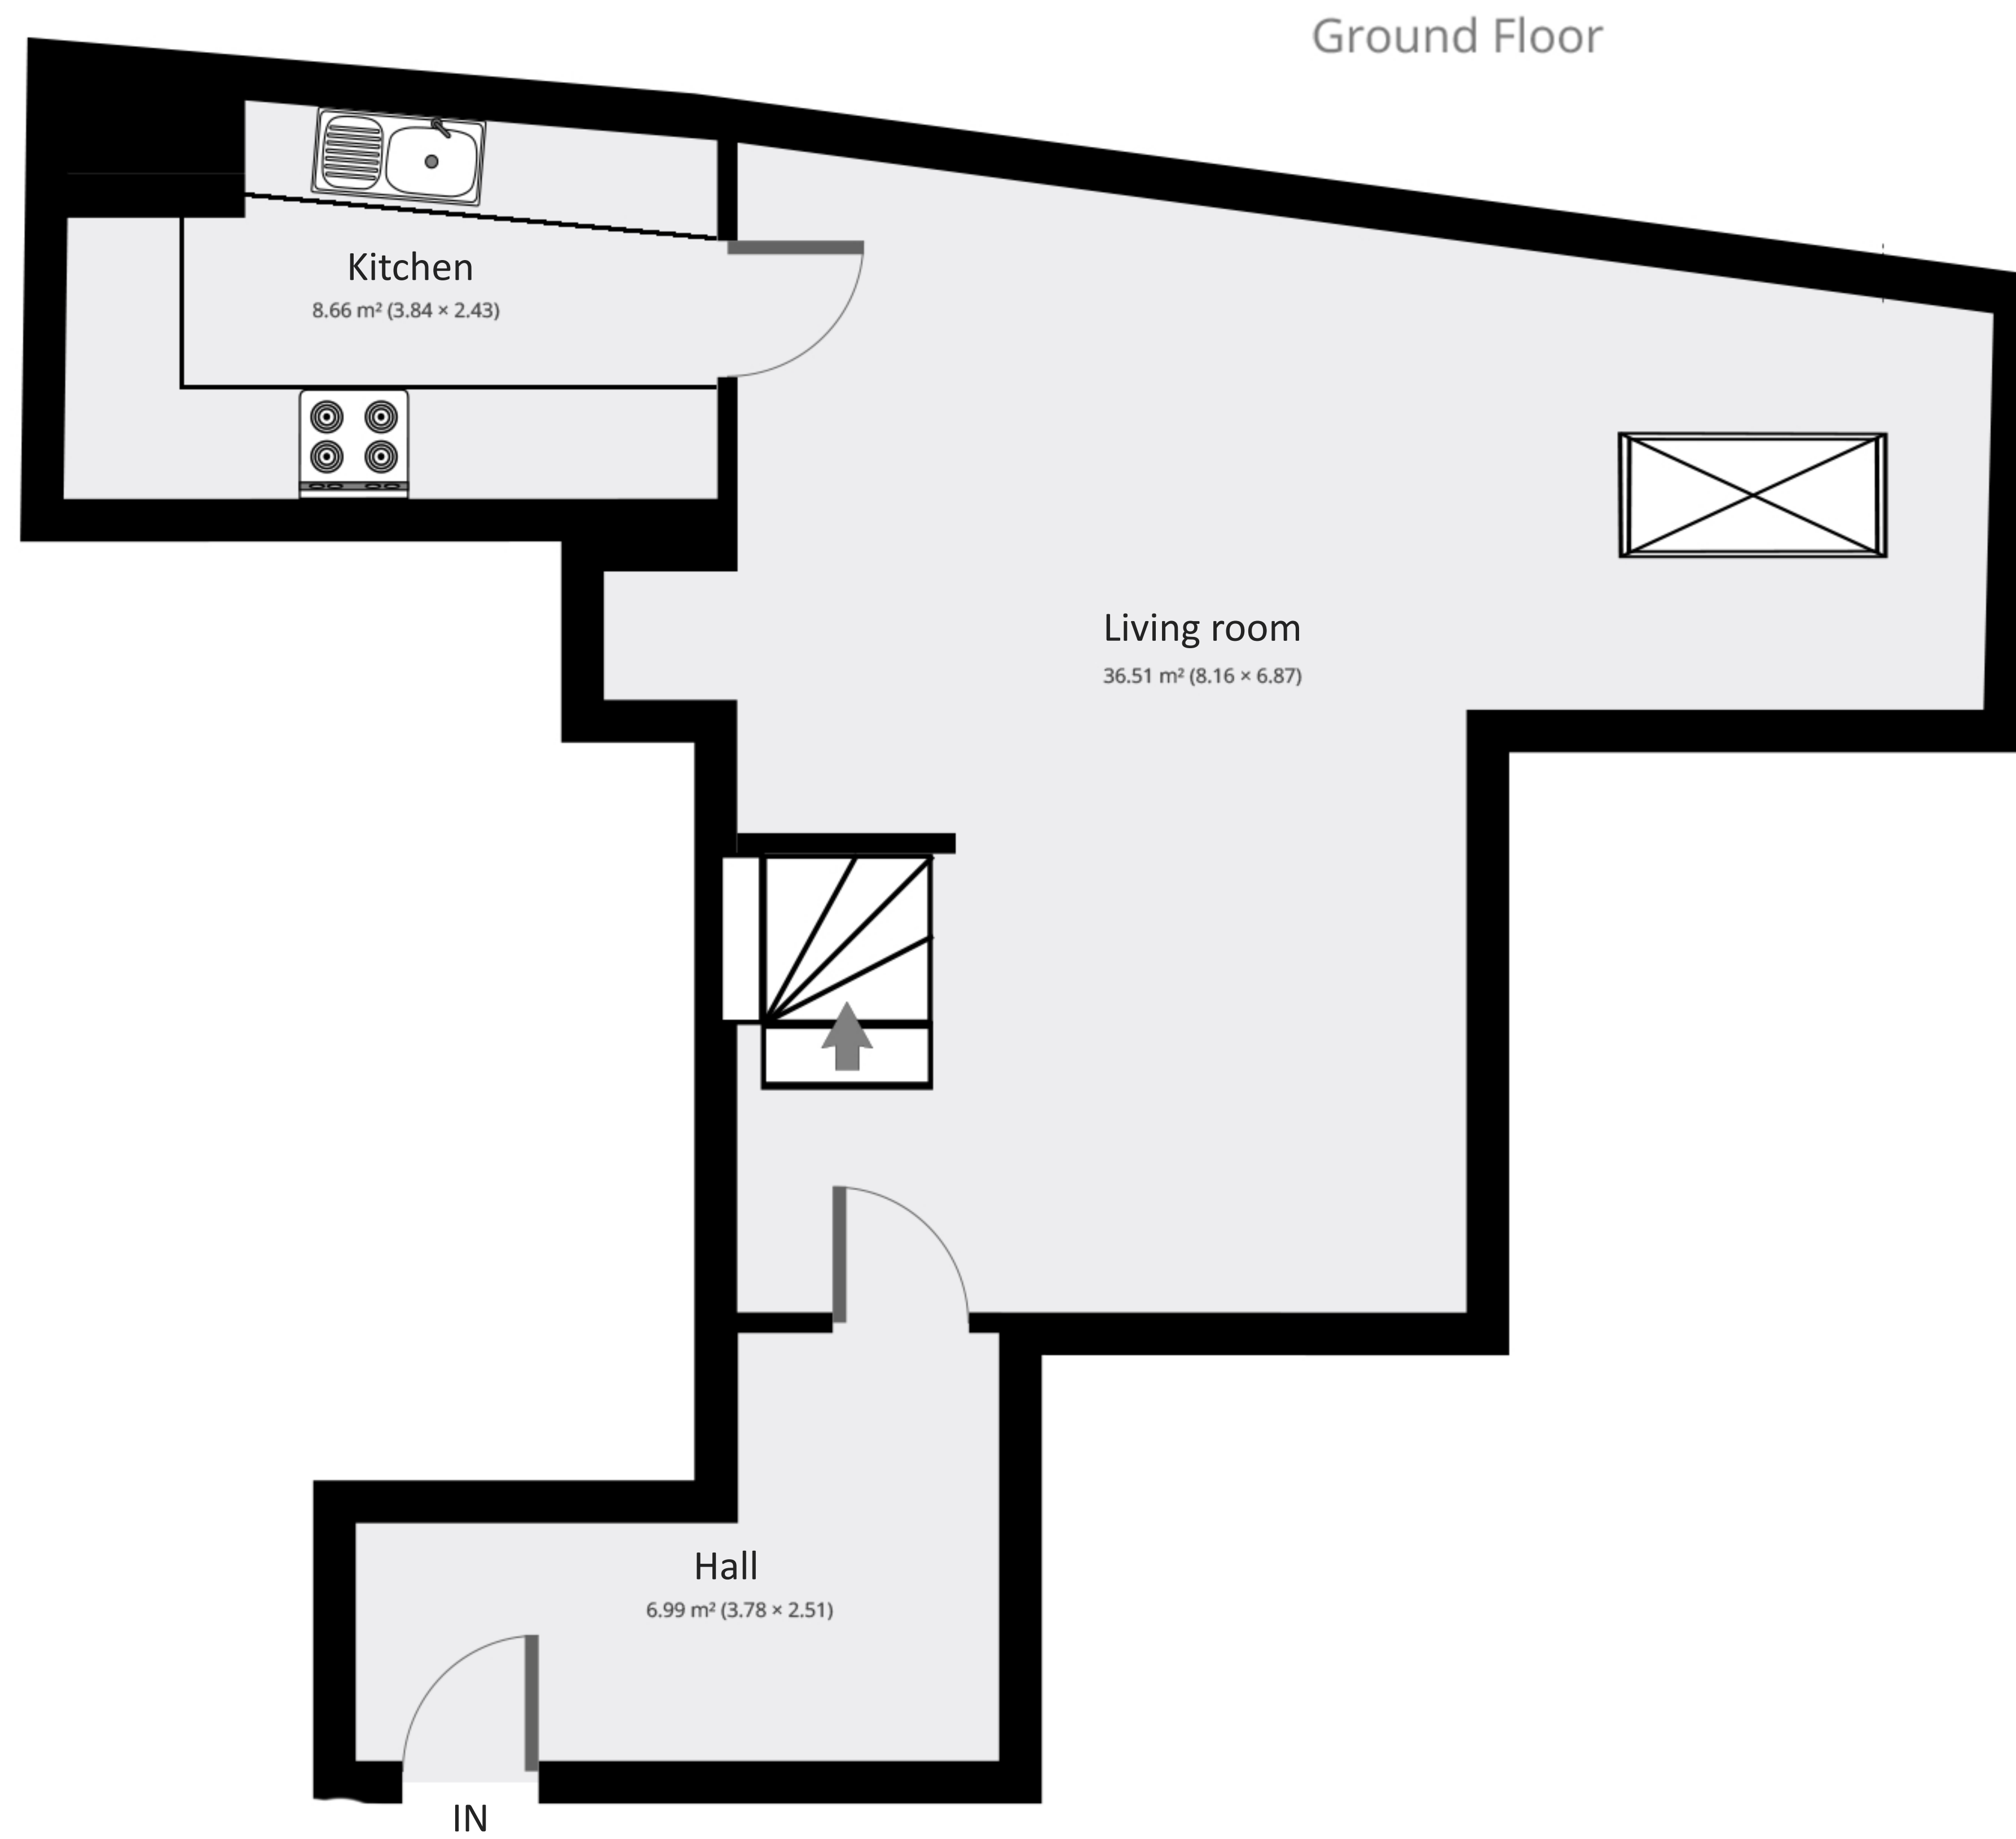 Ground Floor
Kitchen
8.66 m² (3.84 × 2.43)
Living room
36.51 m² (8.16 × 6.87)
Hall
6.99 m² (3.78 × 2.51)
IN